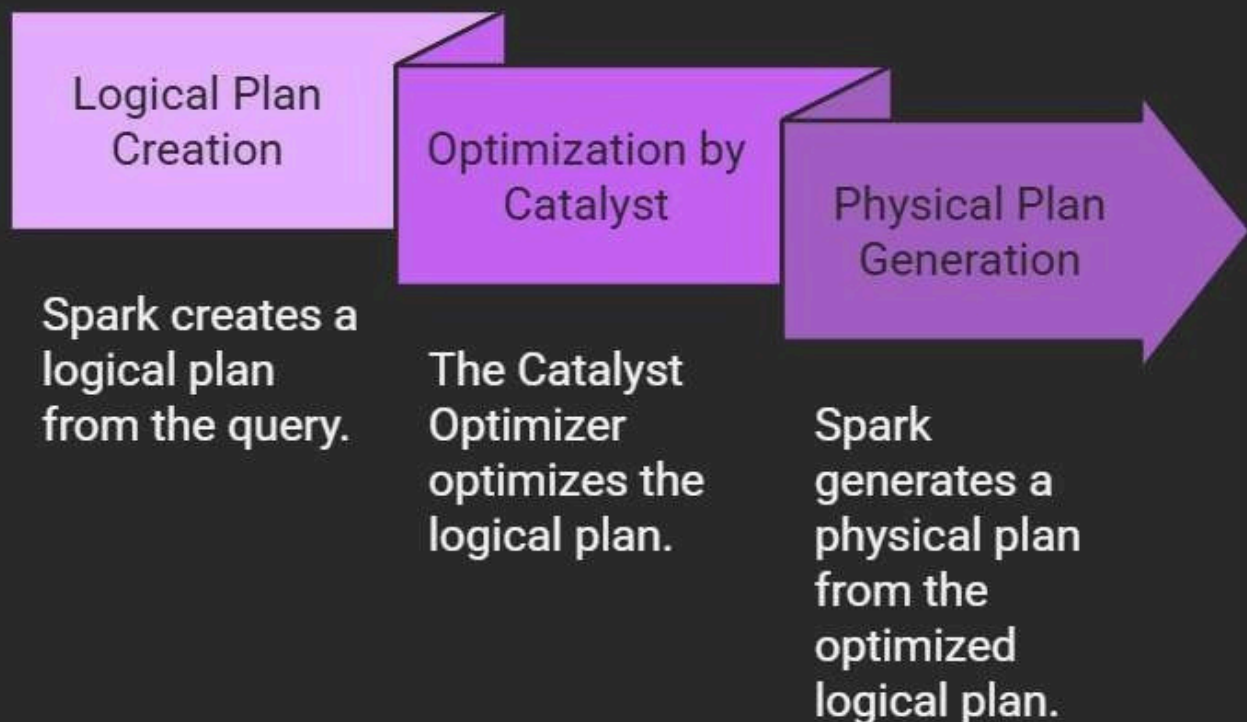 Logical Plan
Creation
Optimization by
Catalyst
Physical Plan
Generation
Spark creates a
logical plan
from the query.
The Catalyst
Optimizer
optimizes the
logical plan.
Spark
generates a
physical plan
from the
optimized
logical plan.